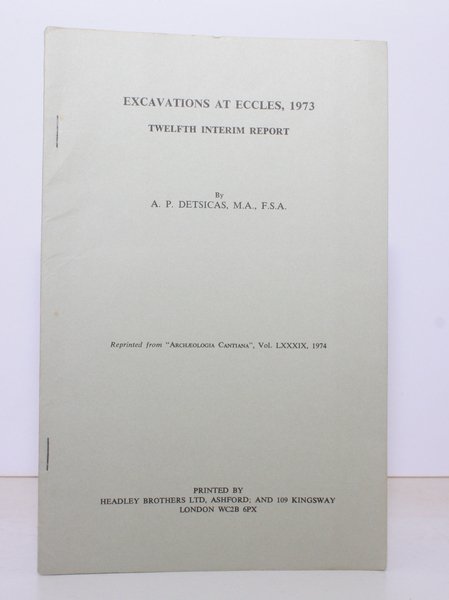 EXCAVATIONS AT ECCLES, 1973
TWELFTH INTERIM REPORT
By
A. P. DETSICAS, M.A., F.S.A.
Reprinted from "ARCHÆOLOGIA CANTIANA", Vol. LXXXIX, 1974
PRINTED BY
HEADLEY BROTHERS LTD, ASHFORD; AND 109 KINGSWAY
LONDON WC2B 6PX